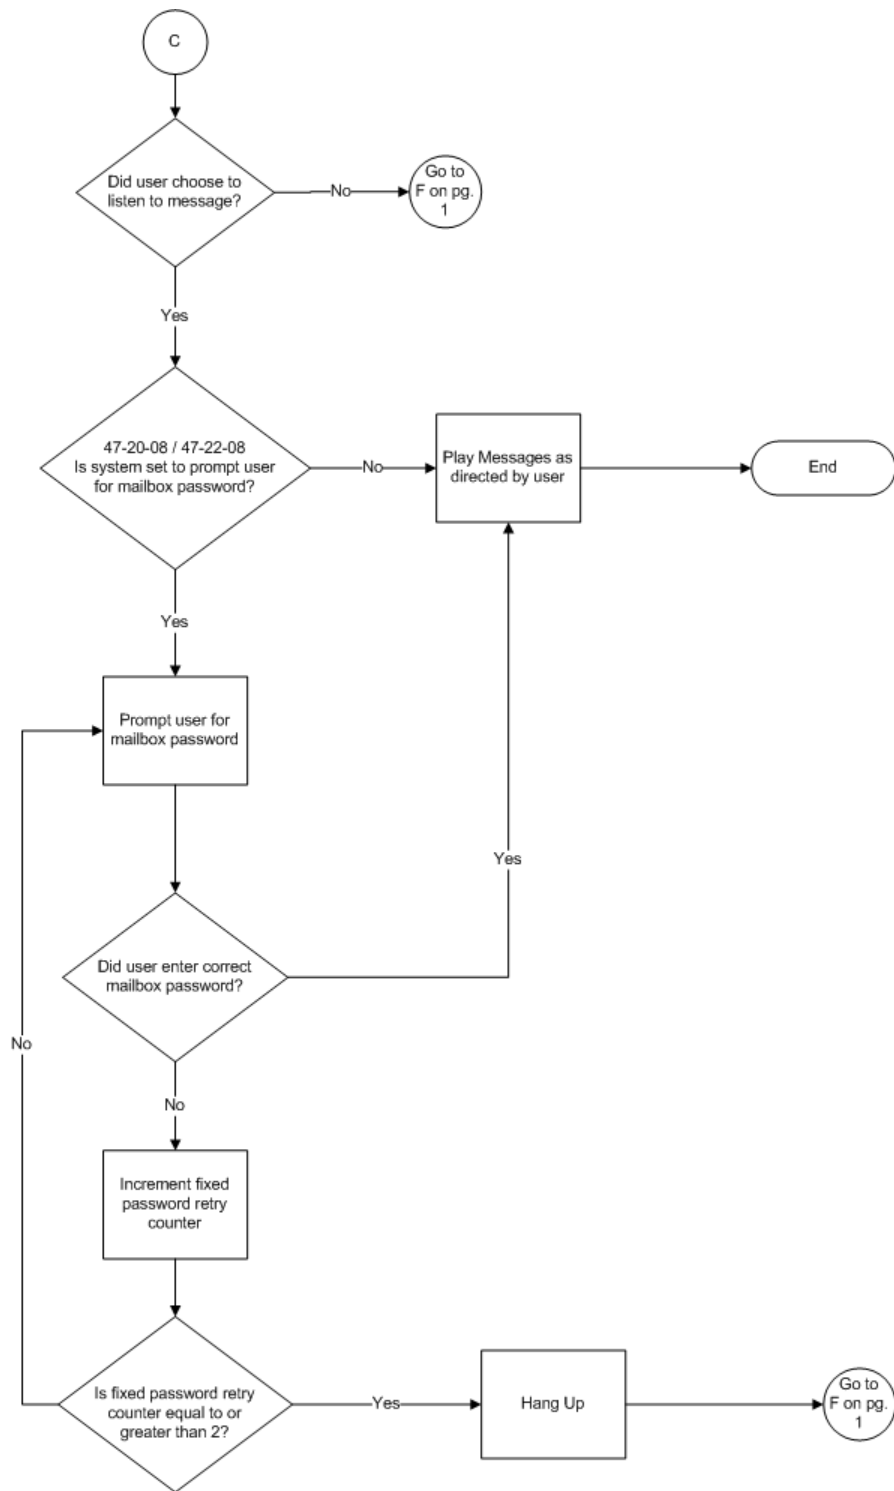 C
Did user choose to
listen to message?
No
Go to
F on pg.
1
Yes
47-20-08 / 47-22-08
Is system set to prompt user
for mailbox password?
No
Play Messages as
directed by user
End
Yes
Prompt user for
mailbox password
Yes
Did user enter correct
mailbox password?
No
No
Increment fixed
password retry
counter
Is fixed password retry
counter equal to or
greater than 2?
Yes
Hang Up
Go to
F on pg.
1